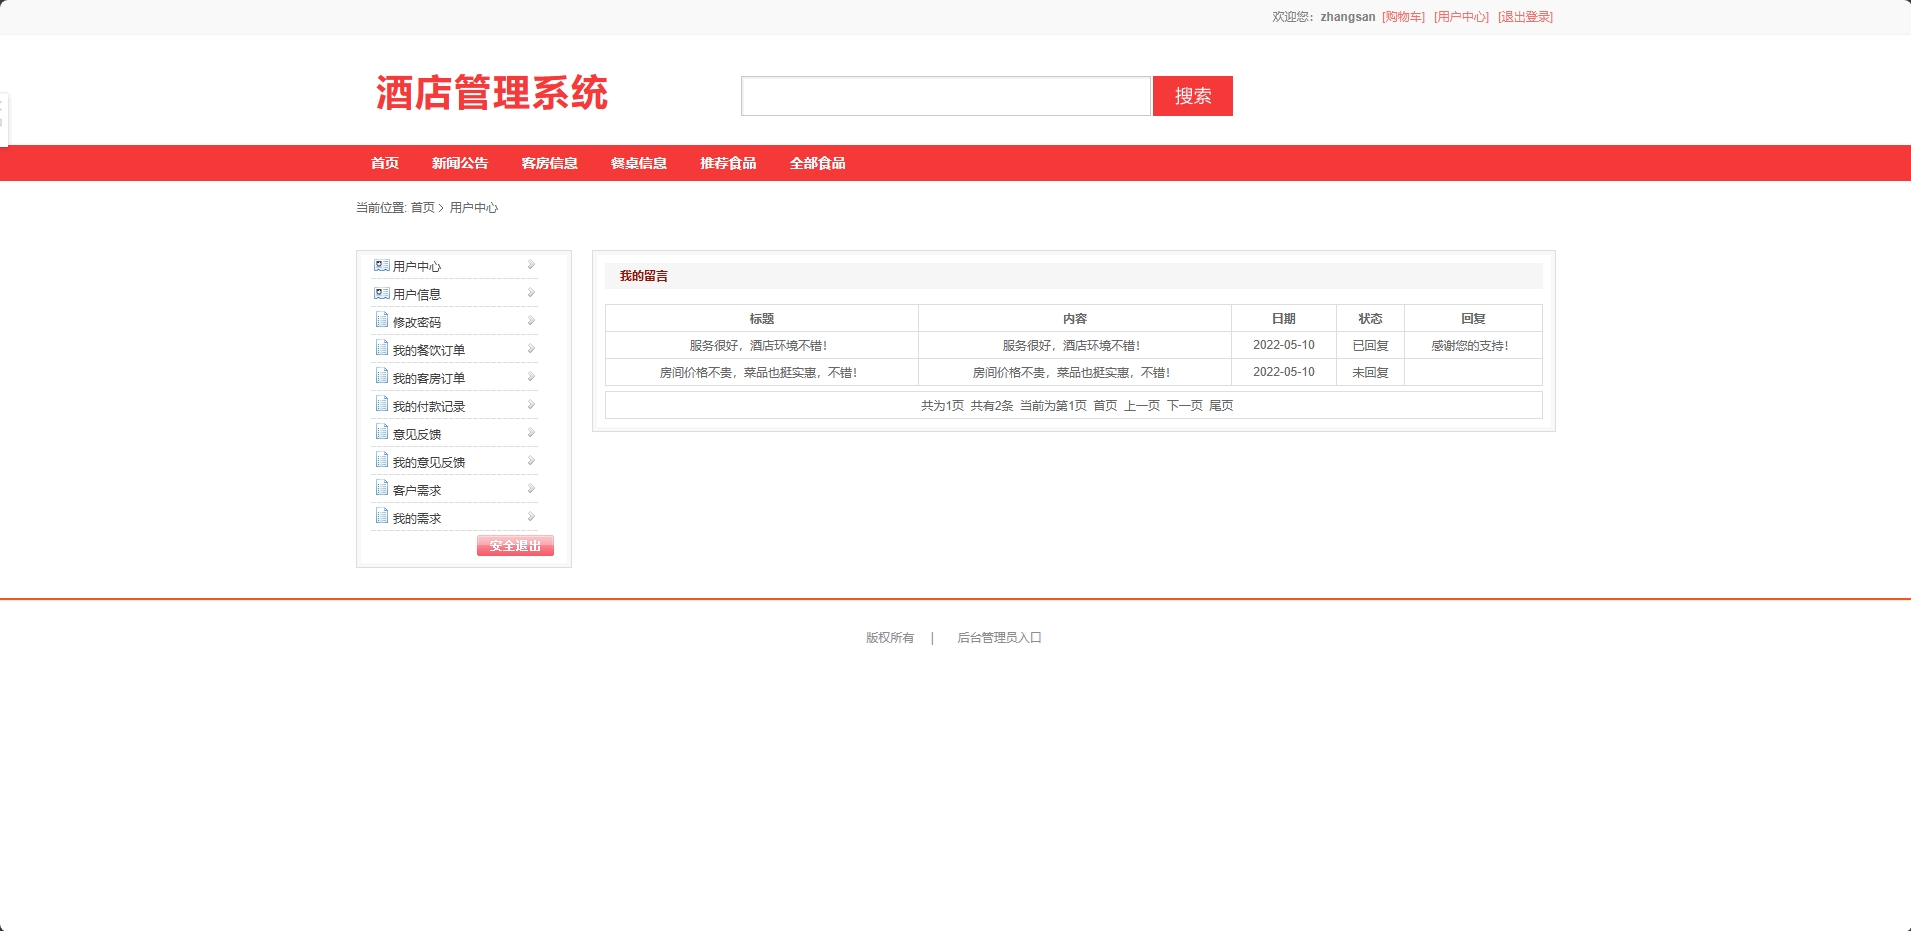 欢迎您：zhangsan [购物车] [用户中心] [退出登录]
酒店管理系统
搜索
首页 新闻公告 客房信息 餐桌信息 推荐食品 全部食品
当前位置: 首页 > 用户中心
用户中心
用户信息
修改密码
我的餐饮订单
我的客房订单
我的付款记录
意见反馈
我的意见反馈
客户需求
我的需求
安全退出
我的留言
标题 内容 日期 状态 回复
服务很好，酒店环境不错！ 服务很好，酒店环境不错！ 2022-05-10 已回复 感谢您的支持！
房间价格不贵，菜品也挺实惠，不错！ 房间价格不贵，菜品也挺实惠，不错！ 2022-05-10 未回复
共为1页 共有2条 当前为第1页 首页 上一页 下一页 尾页
版权所有 | 后台管理员入口